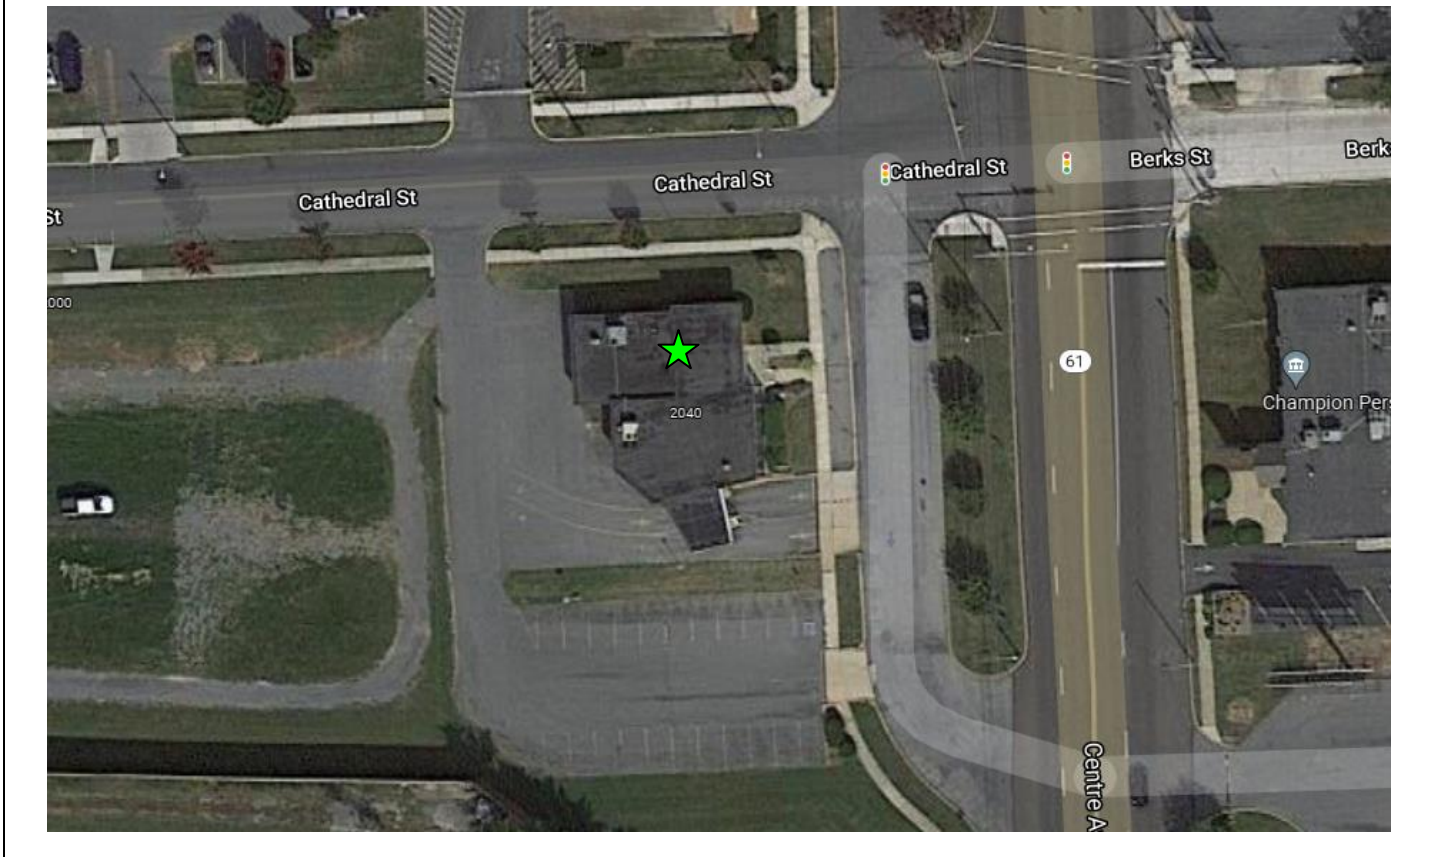 Cathedral St
Berks St
Berk
Cathedral St
Cathedral St
St
000
61
2040
Champion Pers
Centre A